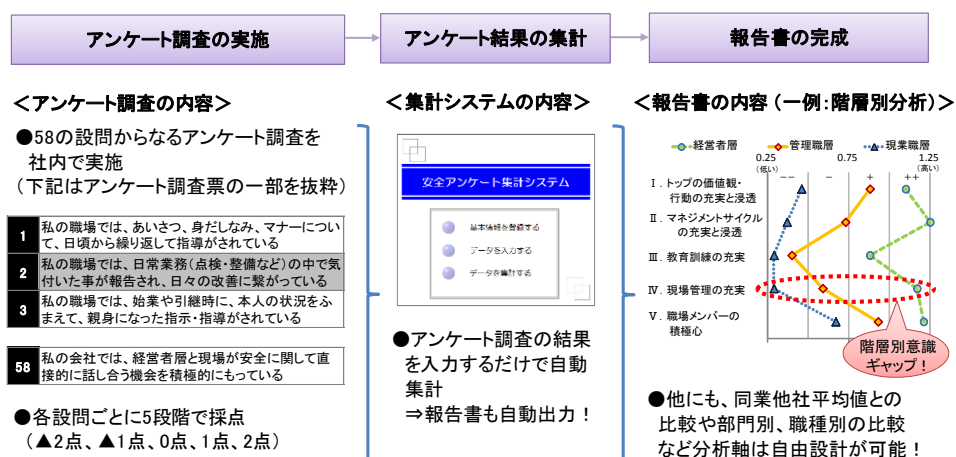 アンケート調査の実施
アンケート結果の集計
報告書の完成
＜アンケート調査の内容＞
●58の設問からなるアンケート調査を
社内で実施
（下記はアンケート調査票の一部を抜粋）
1 私の職場では、あいさつ、身だしなみ、マナーについ
て、日頃から繰り返して指導がされている
2 私の職場では、日常業務（点検・整備など）の中で気
付いた事が報告され、日々の改善に繋がっている
3 私の職場では、始業や引継時に、本人の状況をふ
まえて、親身になった指示・指導がされている
58 私の会社では、経営者層と現場が安全に関して直
接的に話し合う機会を積極的にもっている
●各設問ごとに5段階で採点
（▲2点、▲1点、0点、1点、2点）
＜集計システムの内容＞
安全アンケート集計システム
基本情報を登録する
データを入力する
データを集計する
●アンケート調査の結果
を入力するだけで自動
集計
⇒報告書も自動出力！
＜報告書の内容（一例：階層別分析）＞
経営者層 管理職層 現業職層
0.25 0.75 1.25
（低い） （高い）
－－ － ＋ ＋＋
Ⅰ．トップの価値観・
行動の充実と浸透
Ⅱ．マネジメントサイクル
の充実と浸透
Ⅲ．教育訓練の充実
Ⅳ．現場管理の充実
Ⅴ．職場メンバーの
積極心
階層別意識
ギャップ！
●他にも、同業他社平均値との
比較や部門別、職種別の比較
など分析軸は自由設計が可能！